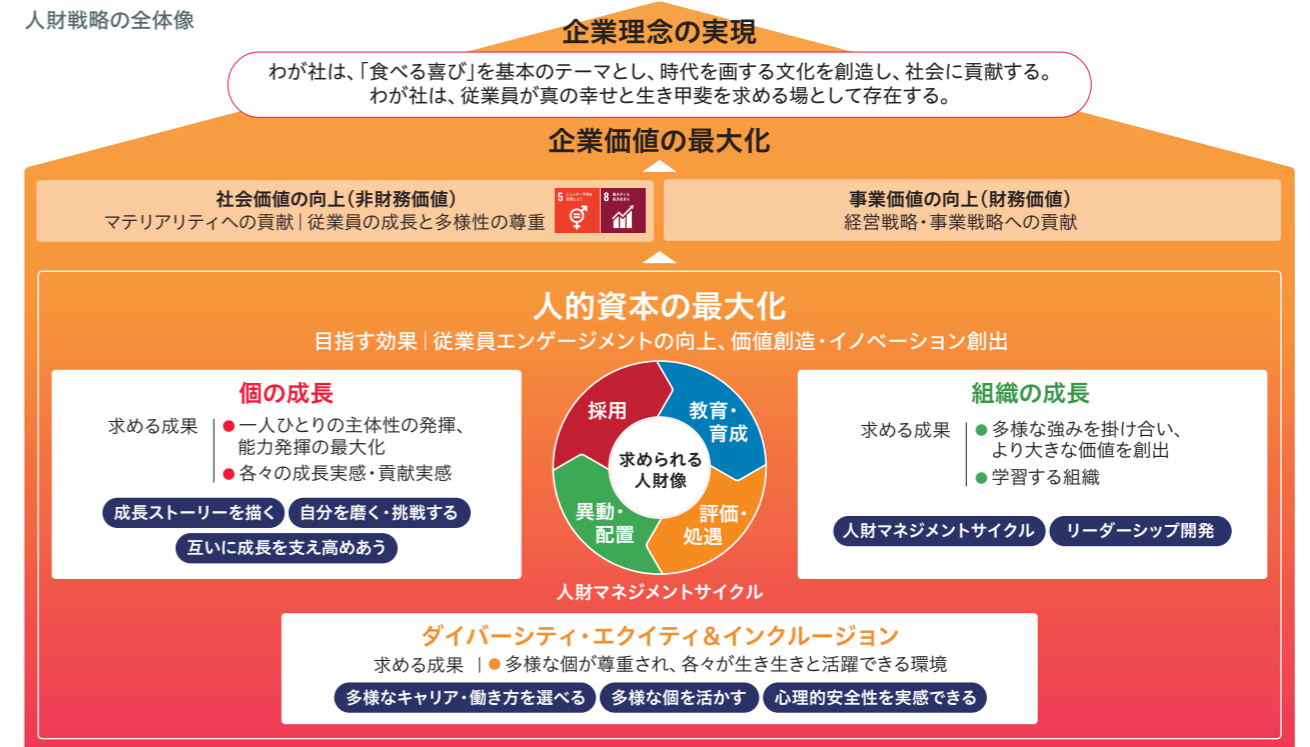 人財戦略の全体像
企業理念の実現
わが社は、「食べる喜び」を基本のテーマとし、時代を画する文化を創造し、社会に貢献する。
わが社は、従業員が真の幸せと生き甲斐を求める場として存在する。
企業価値の最大化
社会価値の向上（非財務価値）
マテリアリティへの貢献｜従業員の成長と多様性の尊重
5
8
事業価値の向上（財務価値）
経営戦略・事業戦略への貢献
人的資本の最大化
目指す効果｜従業員エンゲージメントの向上、価値創造・イノベーション創出
個の成長
求める成果
●一人ひとりの主体性の発揮、
能力発揮の最大化
●各々の成長実感・貢献実感
成長ストーリーを描く
自分を磨く・挑戦する
互いに成長を支え高めあう
採用
教育・
育成
求められる
人財像
異動・
配置
評価・
処遇
人財マネジメントサイクル
組織の成長
求める成果
●多様な強みを掛け合い、
より大きな価値を創出
●学習する組織
人財マネジメントサイクル
リーダーシップ開発
ダイバーシティ・エクイティ＆インクルージョン
求める成果｜●多様な個が尊重され、各々が生き生きと活躍できる環境
多様なキャリア・働き方を選べる
多様な個を活かす
心理的安全性を実感できる